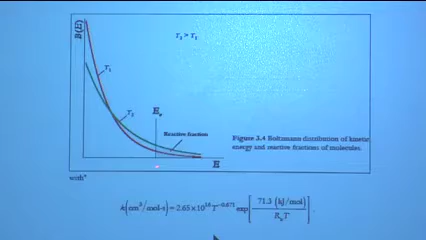 B(E)
T₂ > T₁
T₁
T₂
Eₐ
Reactive fraction
E
Figure 3.4 Boltzmann distribution of kinetic
energy and reactive fractions of molecules.
with"
k(cm³/mol-s) = 2.65 x 10¹⁶ T⁻⁰·⁶⁷¹ exp[ 71.3 (kJ/mol) / RᵤT ].